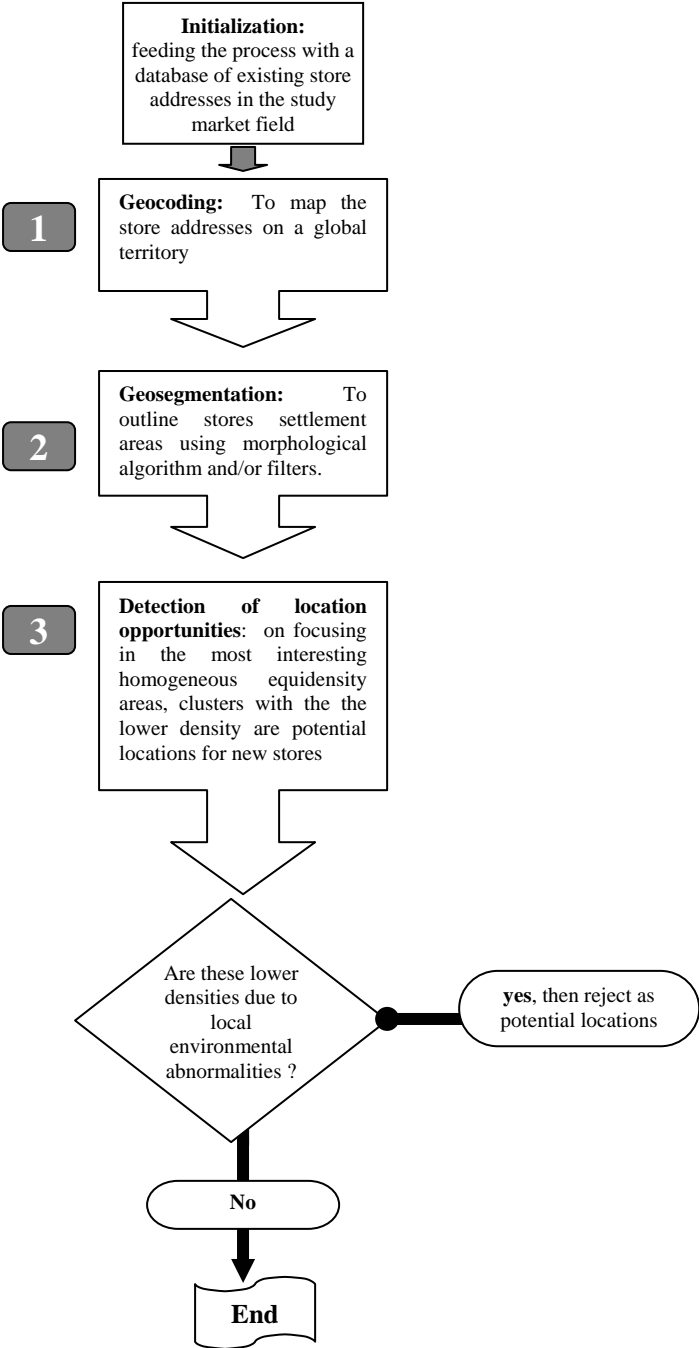 Initialization:
feeding the process with a
database of existing store
addresses in the study
market field
1
Geocoding: To map the
store addresses on a global
territory
2
Geosegmentation: To
outline stores settlement
areas using morphological
algorithm and/or filters.
3
Detection of location
opportunities: on focusing
in the most interesting
homogeneous equidensity
areas, clusters with the the
lower density are potential
locations for new stores
Are these lower
densities due to
local
environmental
abnormalities ?
yes, then reject as
potential locations
No
End